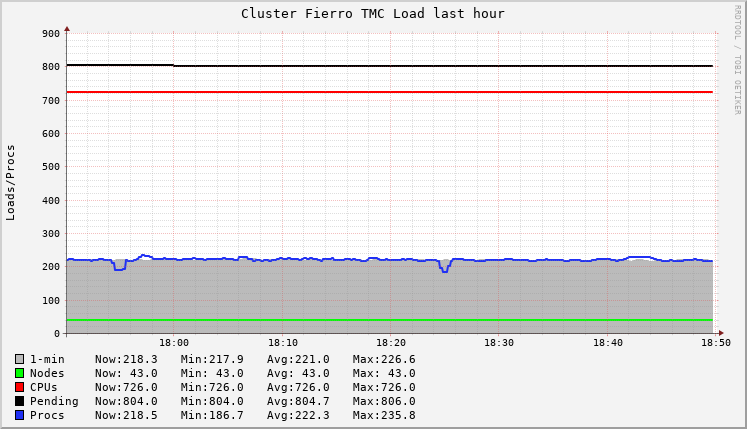 Cluster Fierro TMC Load last hour
RRDTOOL / TOBI OETIKER
Loads/Procs
900
800
700
600
500
400
300
200
100
0
18:00 18:10 18:20 18:30 18:40 18:50
1-min Now:218.3 Min:217.9 Avg:221.0 Max:226.6
Nodes Now: 43.0 Min: 43.0 Avg: 43.0 Max: 43.0
CPUs Now:726.0 Min:726.0 Avg:726.0 Max:726.0
Pending Now:804.0 Min:804.0 Avg:804.7 Max:806.0
Procs Now:218.5 Min:186.7 Avg:222.3 Max:235.8